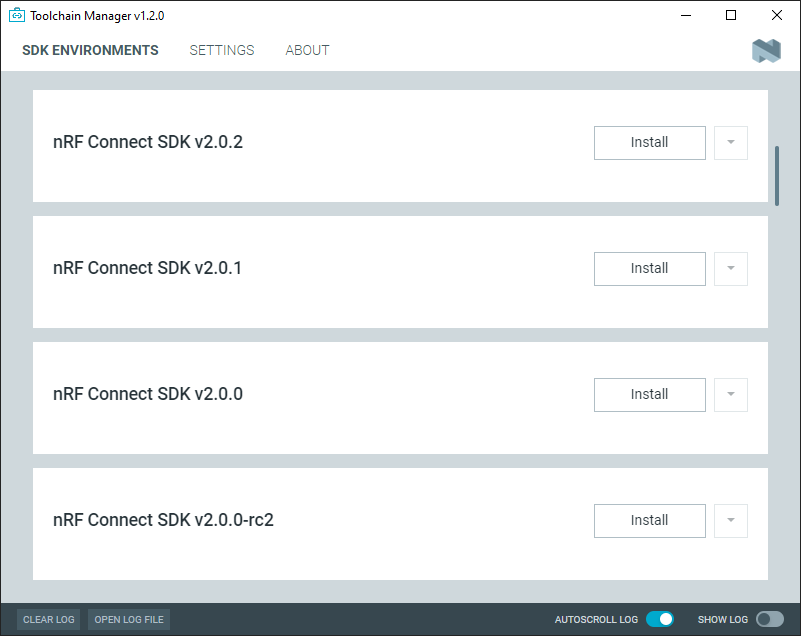 Toolchain Manager v1.2.0
SDK ENVIRONMENTS SETTINGS ABOUT
nRF Connect SDK v2.0.2 Install
nRF Connect SDK v2.0.1 Install
nRF Connect SDK v2.0.0 Install
nRF Connect SDK v2.0.0-rc2 Install
CLEAR LOG OPEN LOG FILE AUTOSCROLL LOG SHOW LOG